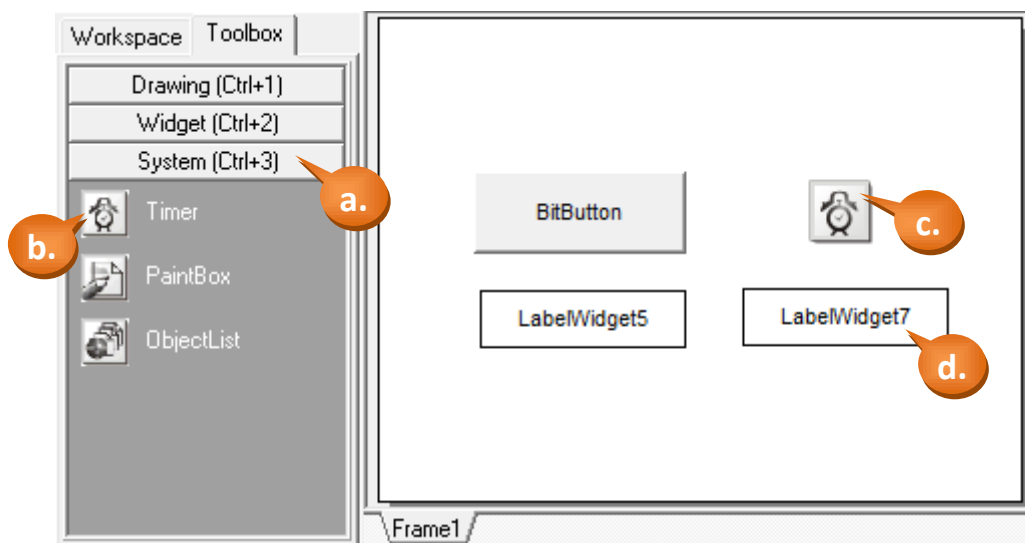 Workspace Toolbox
Drawing (Ctrl+1)
Widget (Ctrl+2)
System (Ctrl+3)
a.
b.
Timer
PaintBox
ObjectList
BitButton
c.
LabelWidget5
LabelWidget7
d.
Frame1